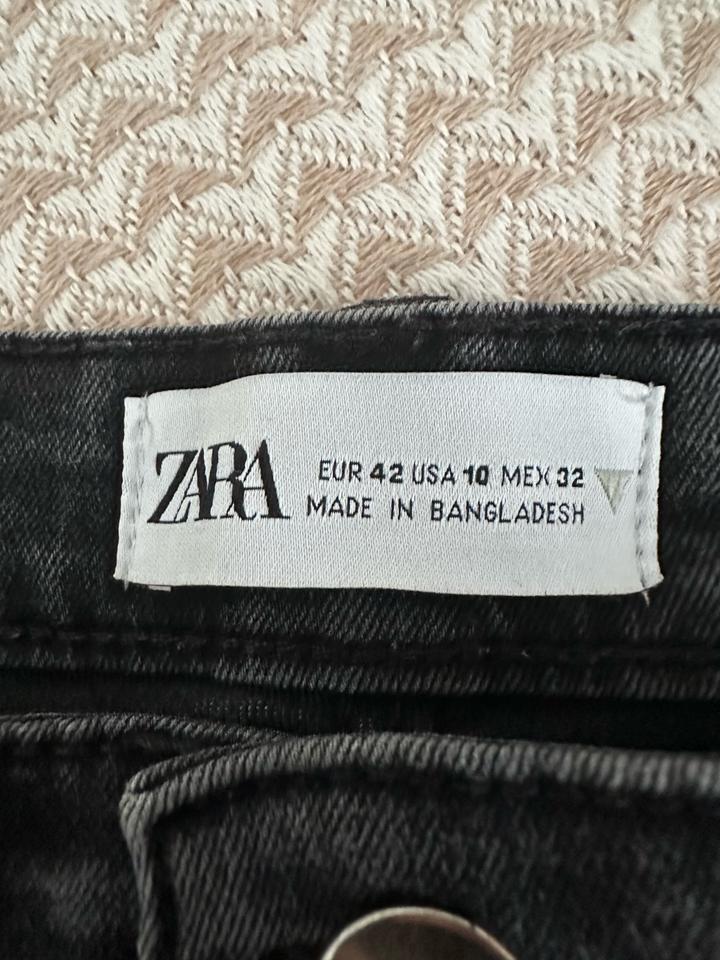 ZARA
EUR 42 USA 10 MEX 32
MADE IN BANGLADESH